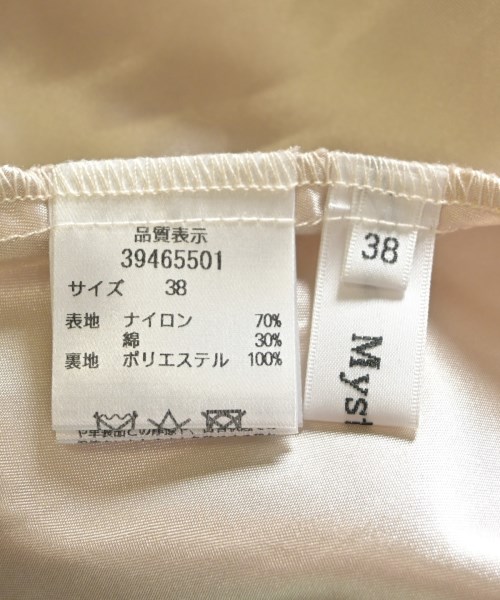 品質表示
39465501
サイズ 38
表地 ナイロン 70%
綿 30%
裏地 ポリエステル 100%
38
Myst